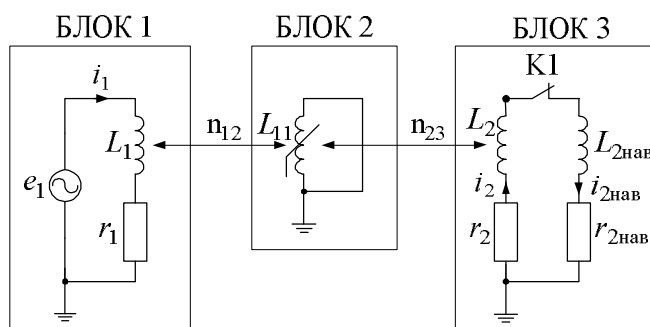 БЛОК 1
БЛОК 2
БЛОК 3
i1
K1
n12
n23
L1
L11
L2
L2нав
e1
i2
i2нав
r1
r2
r2нав